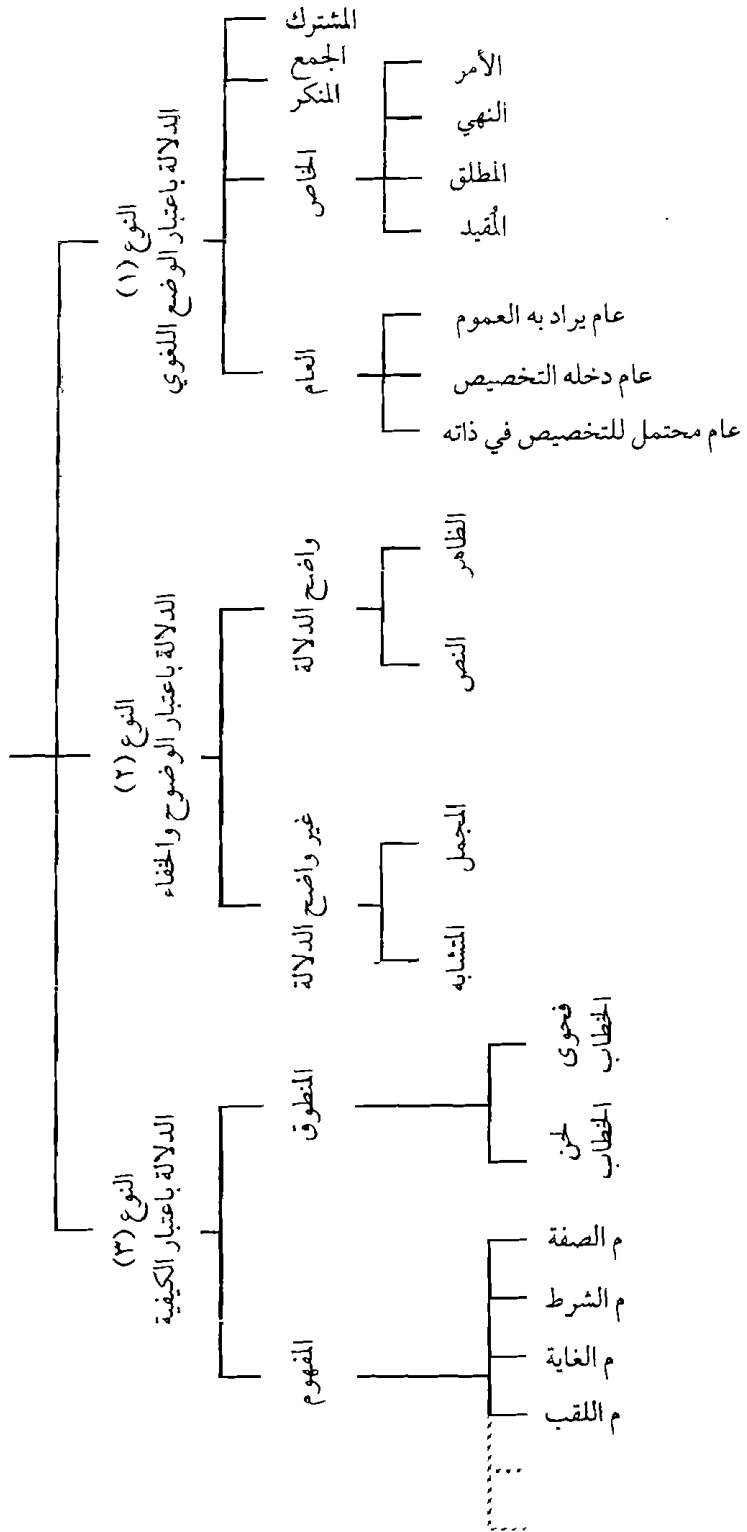 النوع (١)
الدلالة باعتبار الوضع اللغوي
المشترك
الجمع
المنكر
الخاص
الأمر
النهي
المطلق
المُقيد
العام
عام يراد به العموم
عام دخله التخصيص
عام محتمل للتخصيص في ذاته
النوع (٢)
الدلالة باعتبار الوضوح والخفاء
واضح الدلالة
الظاهر
النص
غير واضح الدلالة
المجمل
المتشابه
النوع (٣)
الدلالة باعتبار الكيفية
المنطوق
فحوى
الخطاب
لحن
الخطاب
المفهوم
م الصفة
م الشرط
م الغاية
م اللقب
...